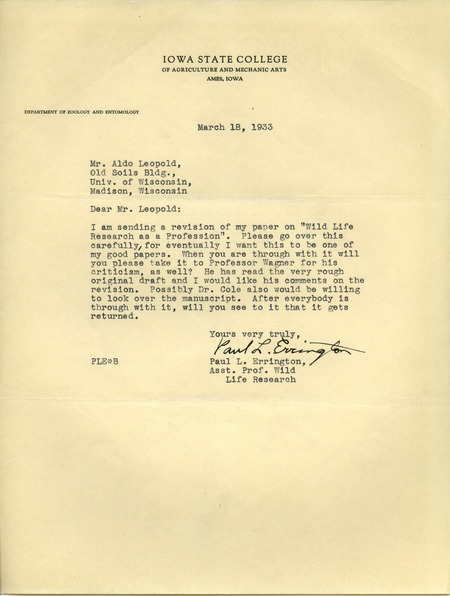 IOWA STATE COLLEGE
OF AGRICULTURE AND MECHANIC ARTS
AMES, IOWA
DEPARTMENT OF ZOOLOGY AND ENTOMOLOGY
March 18, 1933
Mr. Aldo Leopold,
Old Soils Bldg.,
Univ. of Wisconsin,
Madison, Wisconsin
Dear Mr. Leopold:
I am sending a revision of my paper on "Wild Life
Research as a Profession". Please go over this
carefully, for eventually I want this to be one of
my good papers. When you are through with it will
you please take it to Professor Wagner for his
criticism, as well? He has read the very rough
original draft and I would like his comments on the
revision. Possibly Dr. Cole also would be willing
to look over the manuscript. After everybody is
through with it, will you see to it that it gets
returned.
Yours very truly,
Paul L. Errington
PLE*B Paul L. Errington,
Asst. Prof. Wild
Life Research